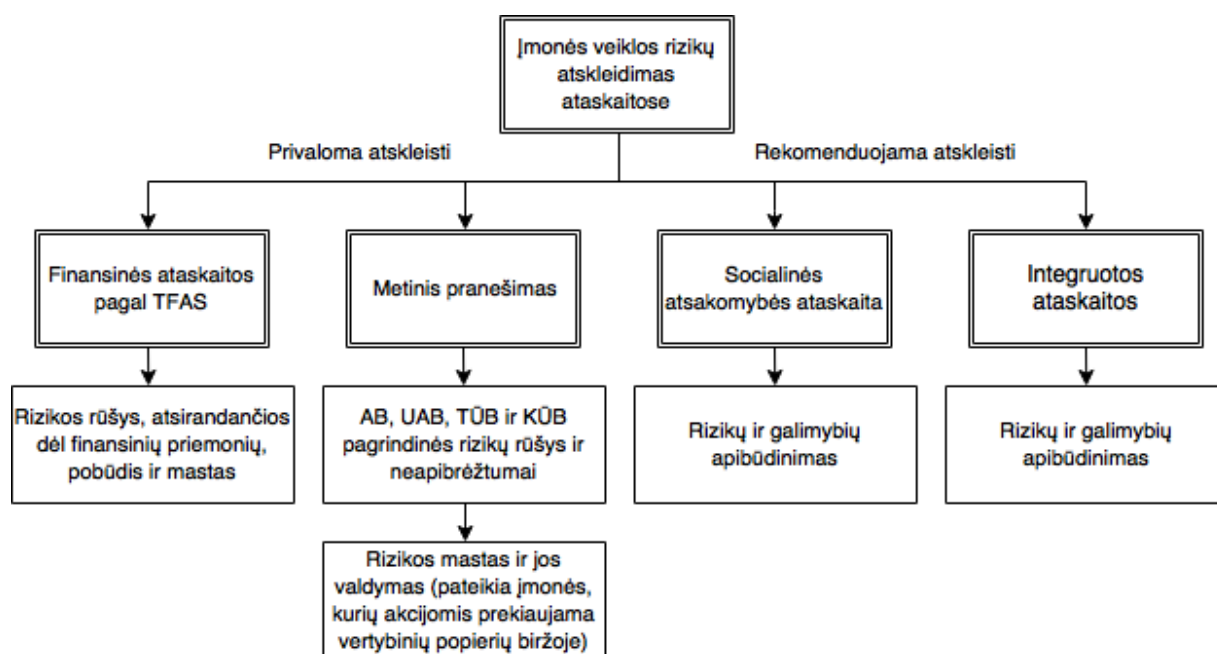 Įmonės veiklos rizikų
atskleidimas
ataskaitose
Privaloma atskleisti
Rekomenduojama atskleisti
Finansinės ataskaitos
pagal TFAS
Metinis pranešimas
Socialinės
atsakomybės ataskaita
Integruotos
ataskaitos
Rizikos rūšys, atsirandančios
dėl finansinių priemonių,
pobūdis ir mastas
AB, UAB, TŪB ir KŪB
pagrindinės rizikų rūšys ir
neapibrėžtumai
Rizikų ir galimybių
apibūdinimas
Rizikų ir galimybių
apibūdinimas
Rizikos mastas ir jos
valdymas (pateikia įmonės,
kurių akcijomis prekiaujama
vertybinių popierių biržoje)